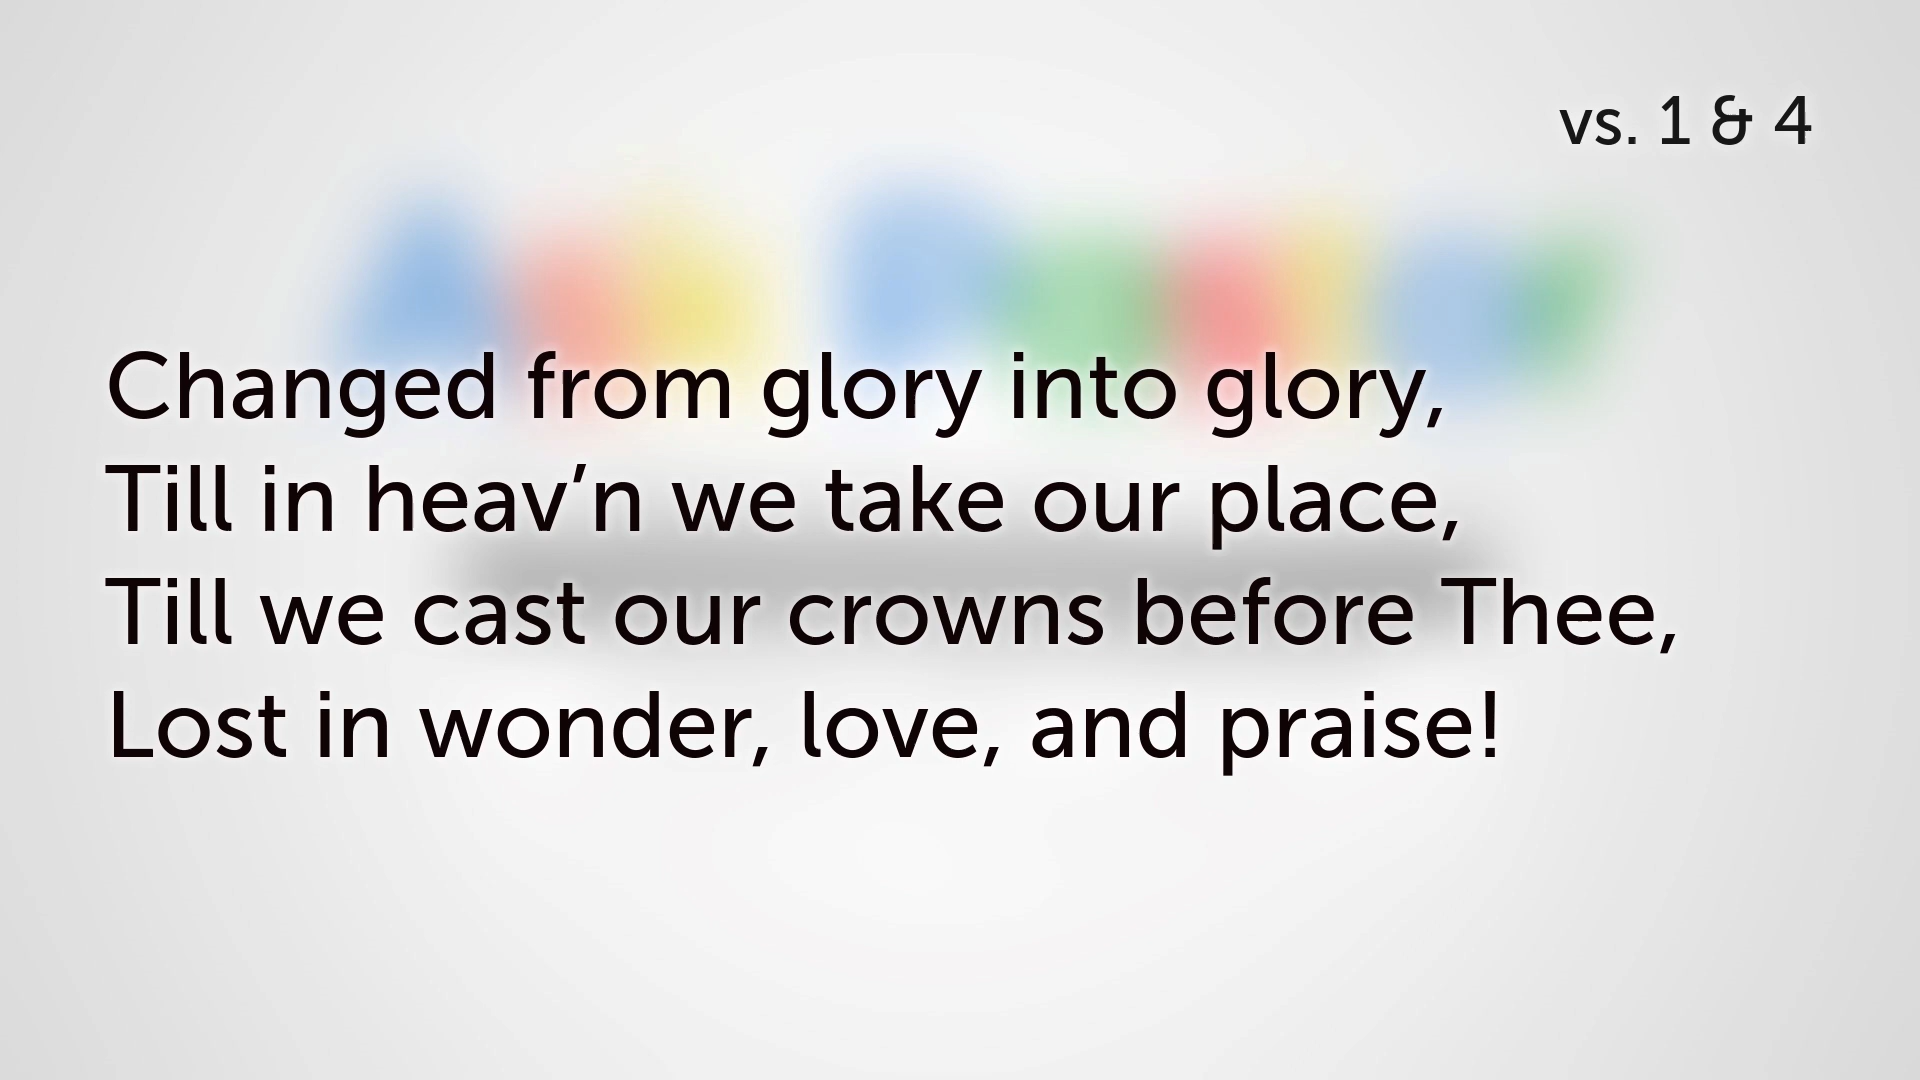 vs. 1 & 4
Changed from glory into glory,
Till in heav’n we take our place,
Till we cast our crowns before Thee,
Lost in wonder, love, and praise!